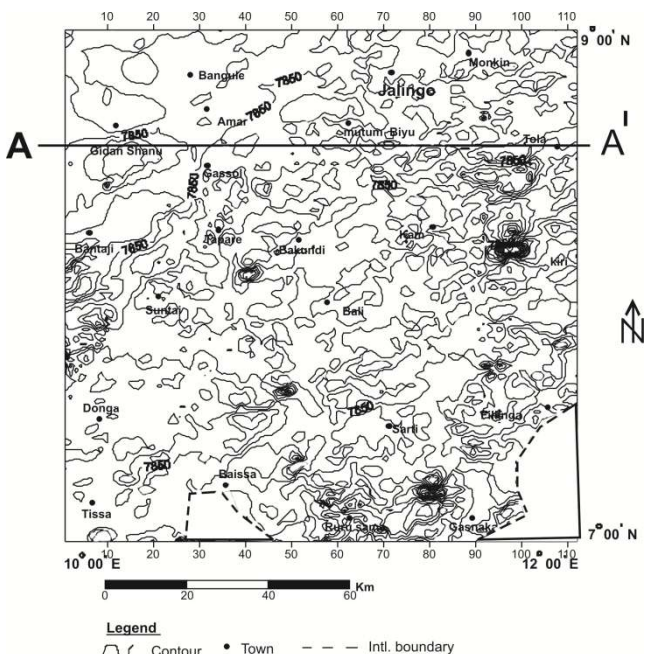 10 20 30 40 50 60 70 80 90 100 110
9° 00' N
Monkin
Bangule
7850
Jalingo
Amar
7850
mutum Biyu
7850
A
A'
Tola
Gidan Shanu
7850
Gassol
7850
7850
Tapare
Kam
Bantaji
7850
Bakundi
kiri
Suntai
Bali
N
Donga
7850
Sarti
7850
Baissa
Tissa
Gasnak
7° 00' N
10° 00' E
20 30 40 50 60 70 80 90 100
12° 00' E
110
Km
0 20 40 60
Legend
Contour Town Intl. boundary